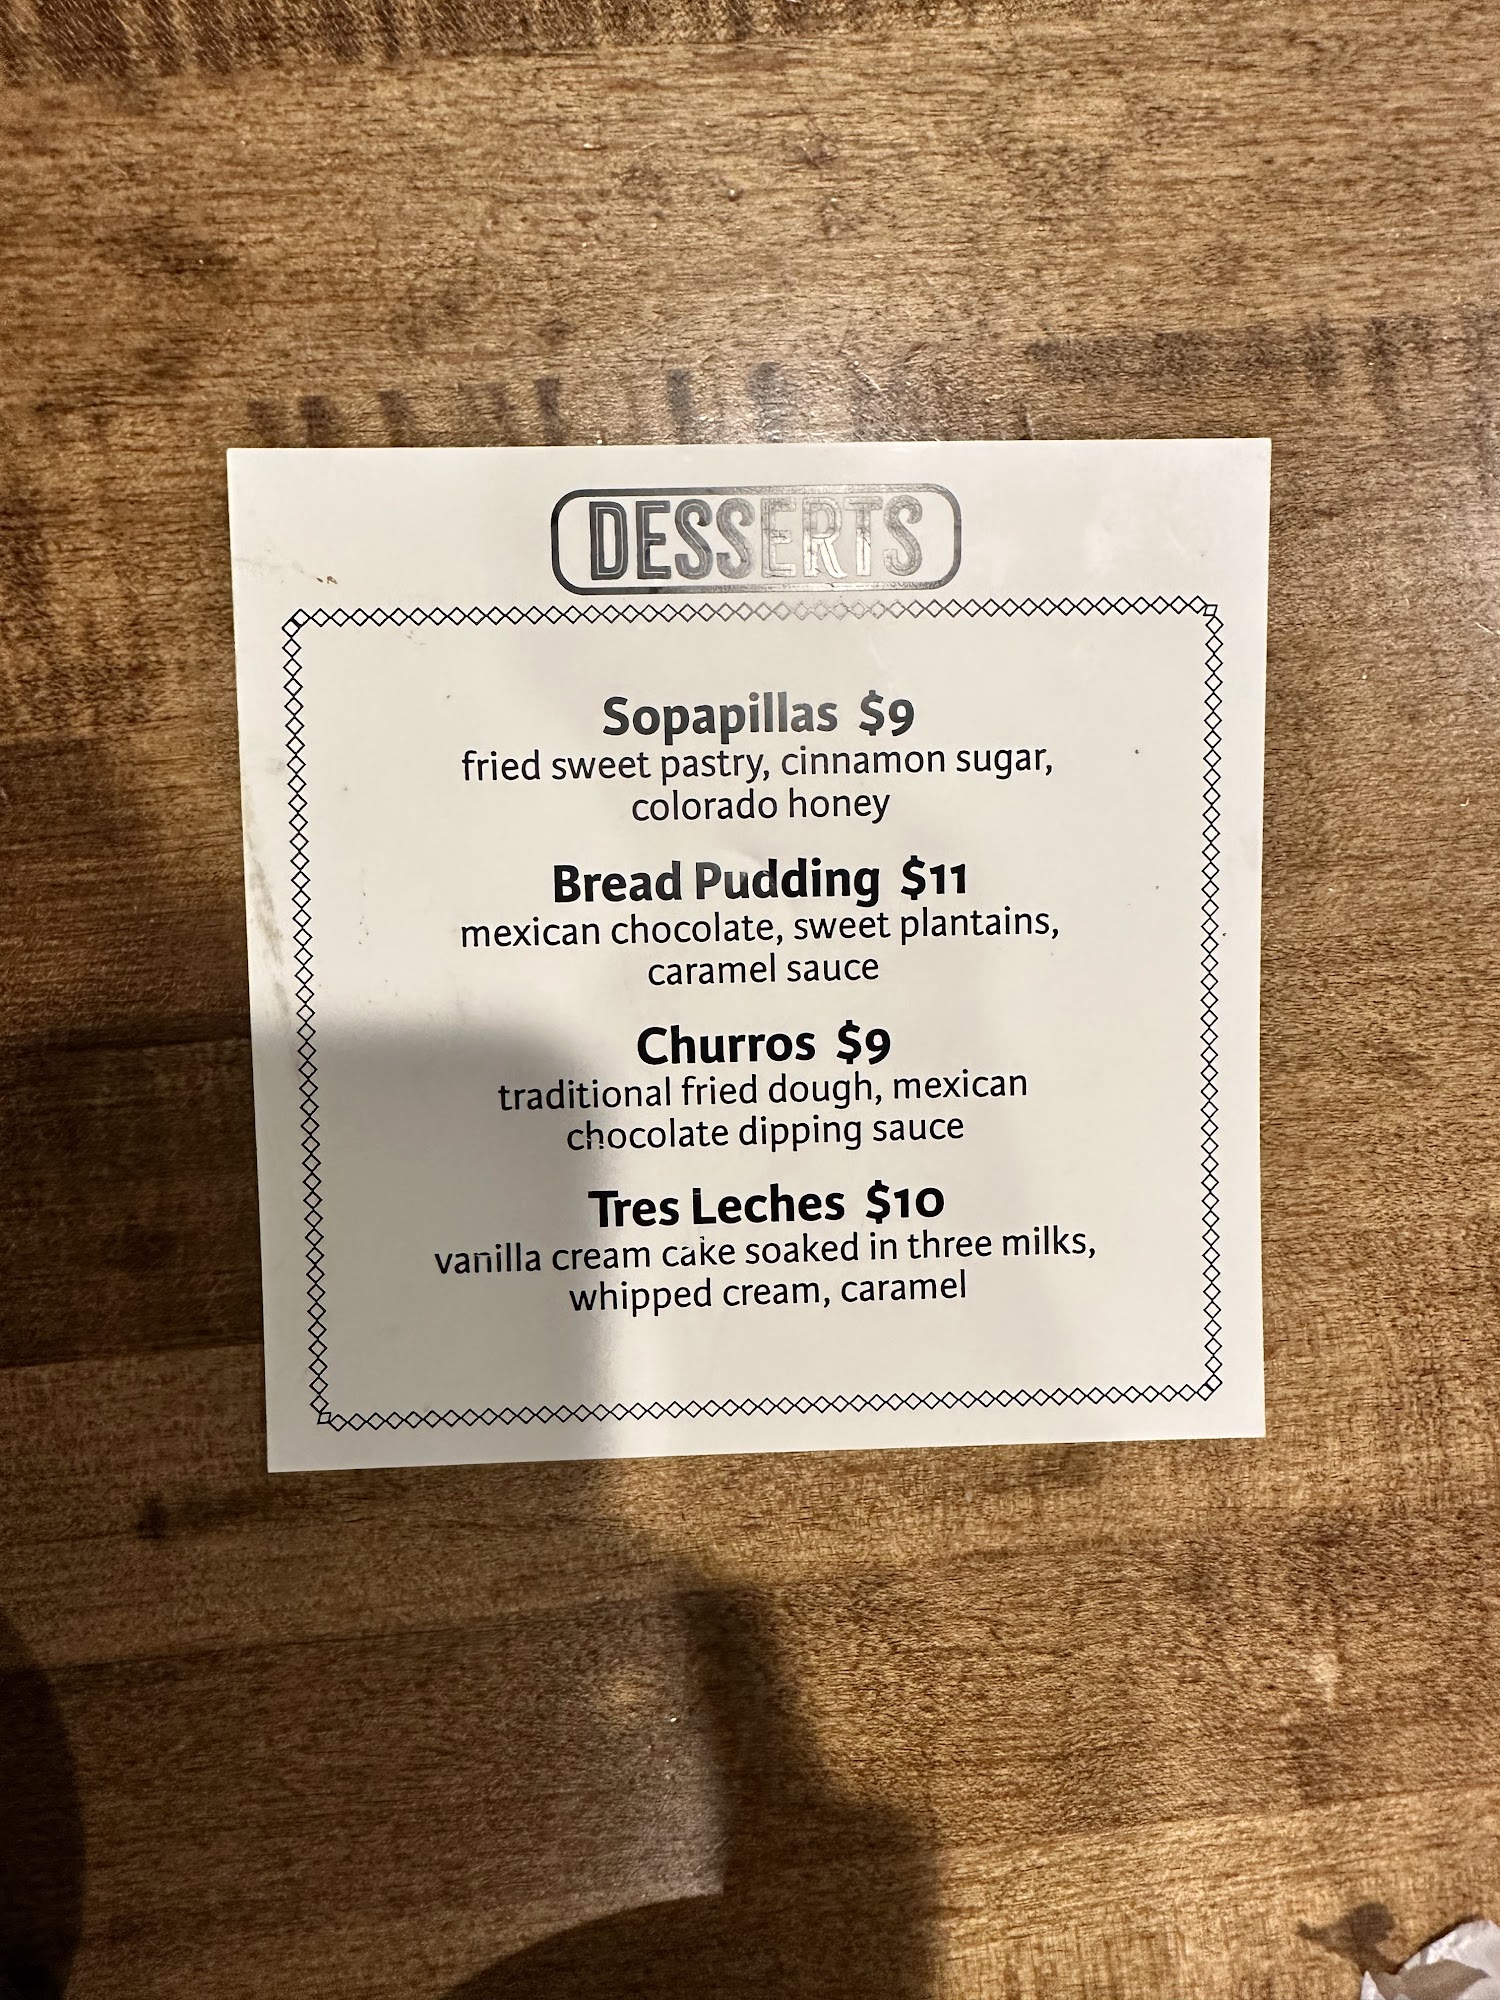 DESSERTS
Sopapillas $9
fried sweet pastry, cinnamon sugar,
colorado honey
Bread Pudding $11
mexican chocolate, sweet plantains,
caramel sauce
Churros $9
traditional fried dough, mexican
chocolate dipping sauce
Tres Leches $10
vanilla cream cake soaked in three milks,
whipped cream, caramel